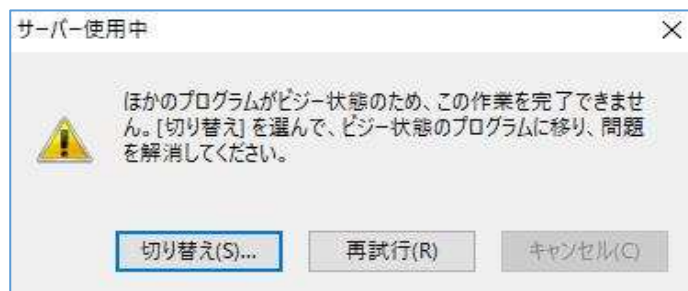 サーバー使用中
ほかのプログラムがビジー状態のため、この作業を完了できませ
ん。[切り替え] を選んで、ビジー状態のプログラムに移り、問題
を解消してください。
切り替え(S)... 再試行(R) キャンセル(C)